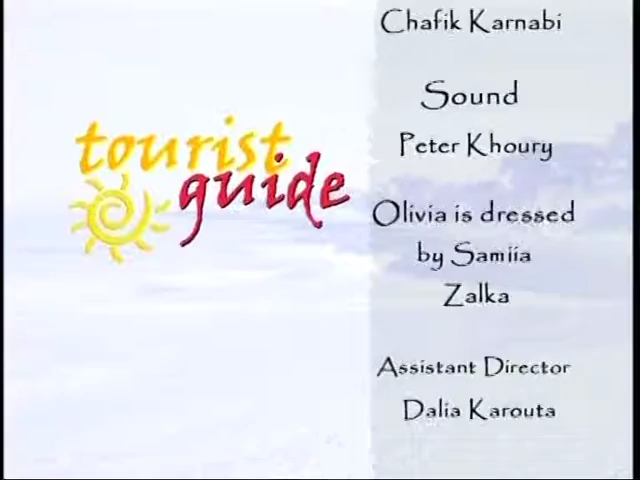 tourist
guide
Chafik Karnabi
Sound
Peter Khoury
Olivia is dressed
by Samiia
Zalka
Assistant Director
Dalia Karouta